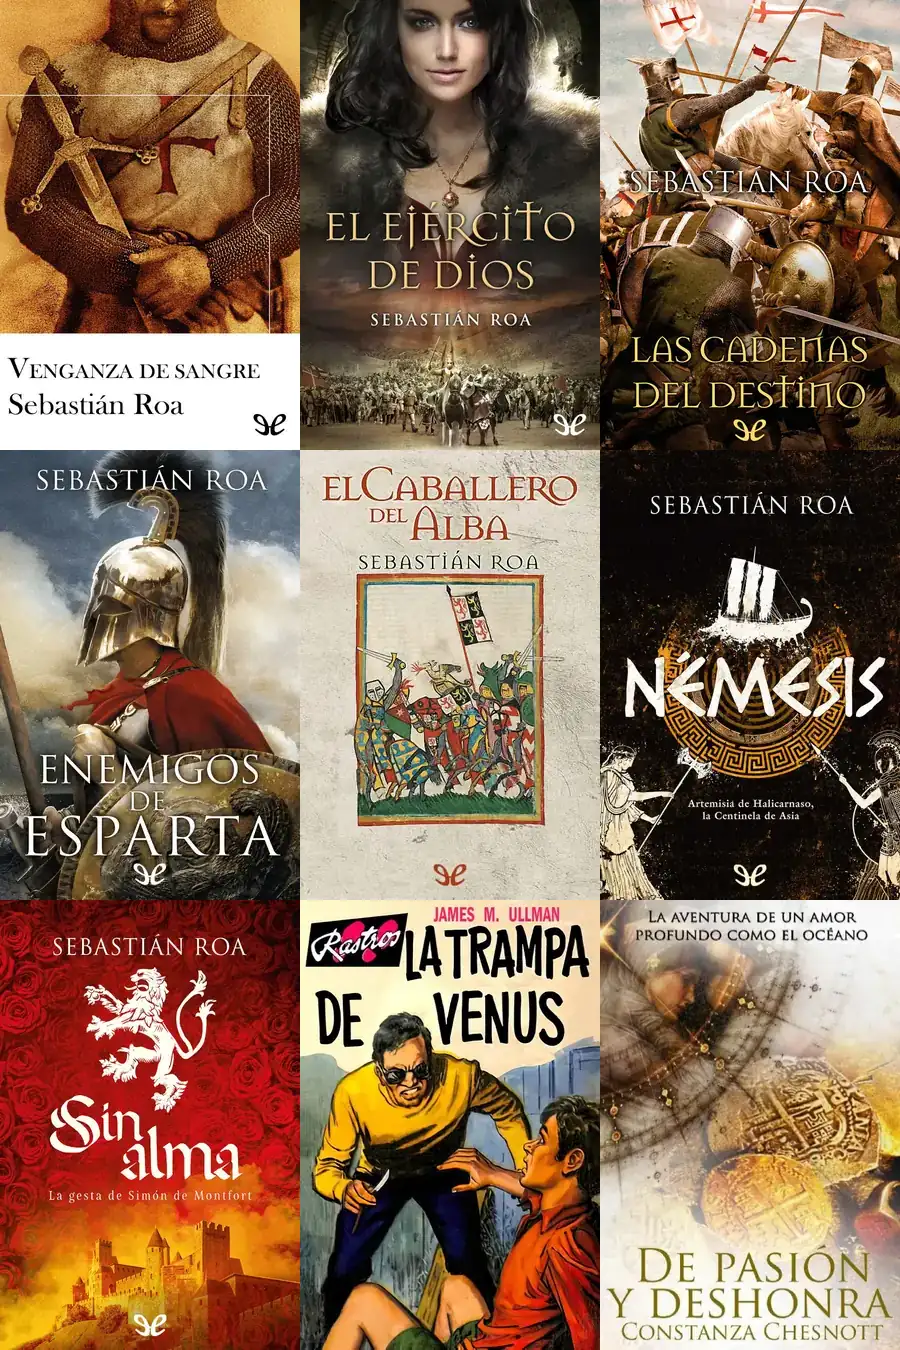 VENGANZA DE SANGRE
Sebastián Roa
EL EJÉRCITO
DE DIOS
SEBASTIÁN ROA
SEBASTIÁN ROA
LAS CADENAS
DEL DESTINO
SEBASTIÁN ROA
ENEMIGOS
DE
ESPARTA
EL CABALLERO
DEL ALBA
SEBASTIÁN ROA
SEBASTIÁN ROA
NÉMESIS
Artemisia de Halicarnaso,
la Centinela de Asia
SEBASTIÁN ROA
Sin
alma
La gesta de Simón de Montfort
JAMES M. ULLMAN
Rastros
LA TRAMPA
DE VENUS
LA AVENTURA DE UN AMOR
PROFUNDO COMO EL OCÉANO
DE PASIÓN
Y DESHONRA
CONSTANZA CHESNOTT